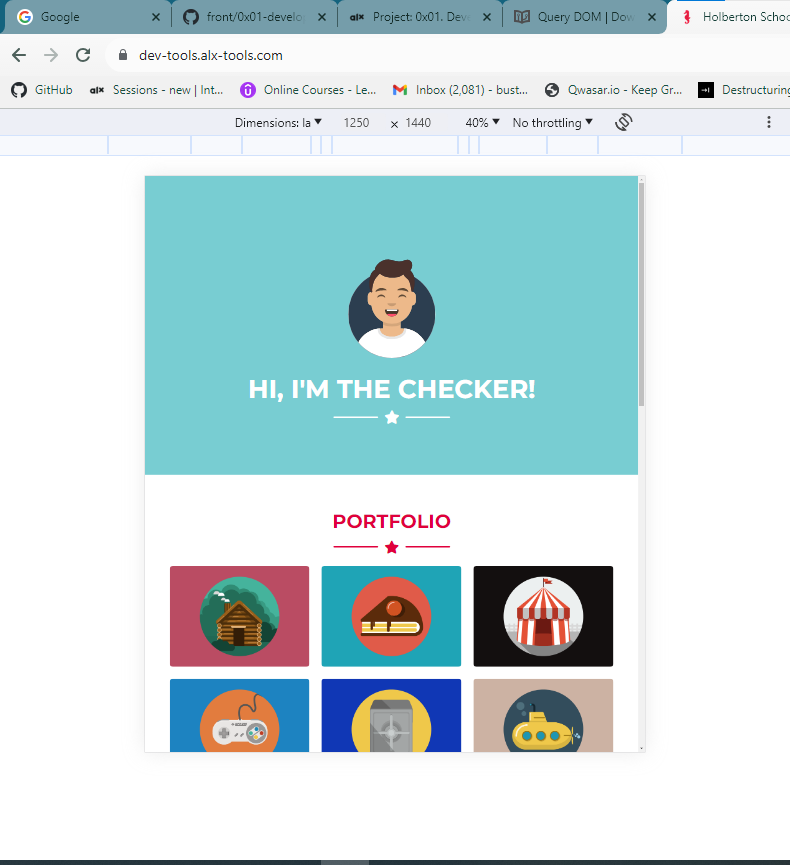 Google
front/0x01-develo
alx Project: 0x01. Dev
Query DOM | Dow
Holberton Schoo
dev-tools.alx-tools.com
GitHub
alx Sessions - new | Int...
Online Courses - Le...
Inbox (2,081) - bust...
Qwasar.io - Keep Gr...
Destructuring
Dimensions: la 1250 × 1440 40% No throttling
HI, I'M THE CHECKER!
PORTFOLIO